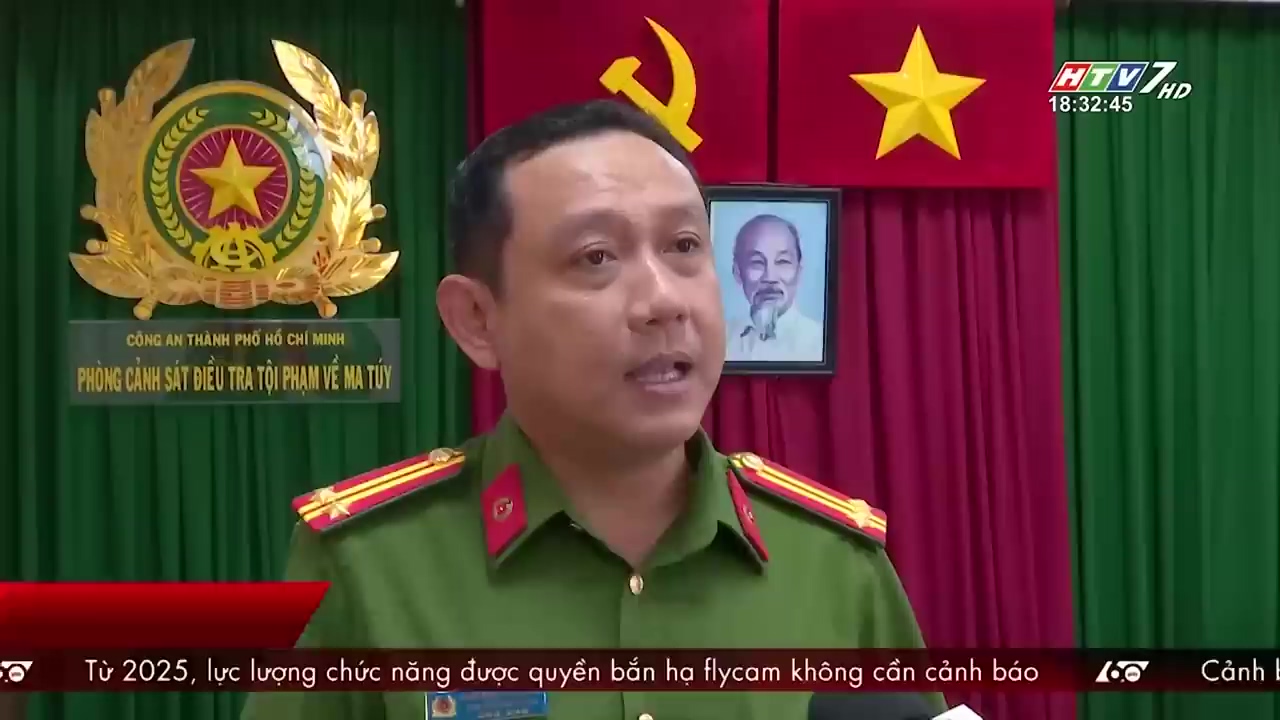 HTV7 HD
18:32:45
CÔNG AN THÀNH PHỐ HỒ CHÍ MINH
PHÒNG CẢNH SÁT ĐIỀU TRA TỘI PHẠM VỀ MA TÚY
Từ 2025, lực lượng chức năng được quyền bắn hạ flycam không cần cảnh báo
Cảnh b